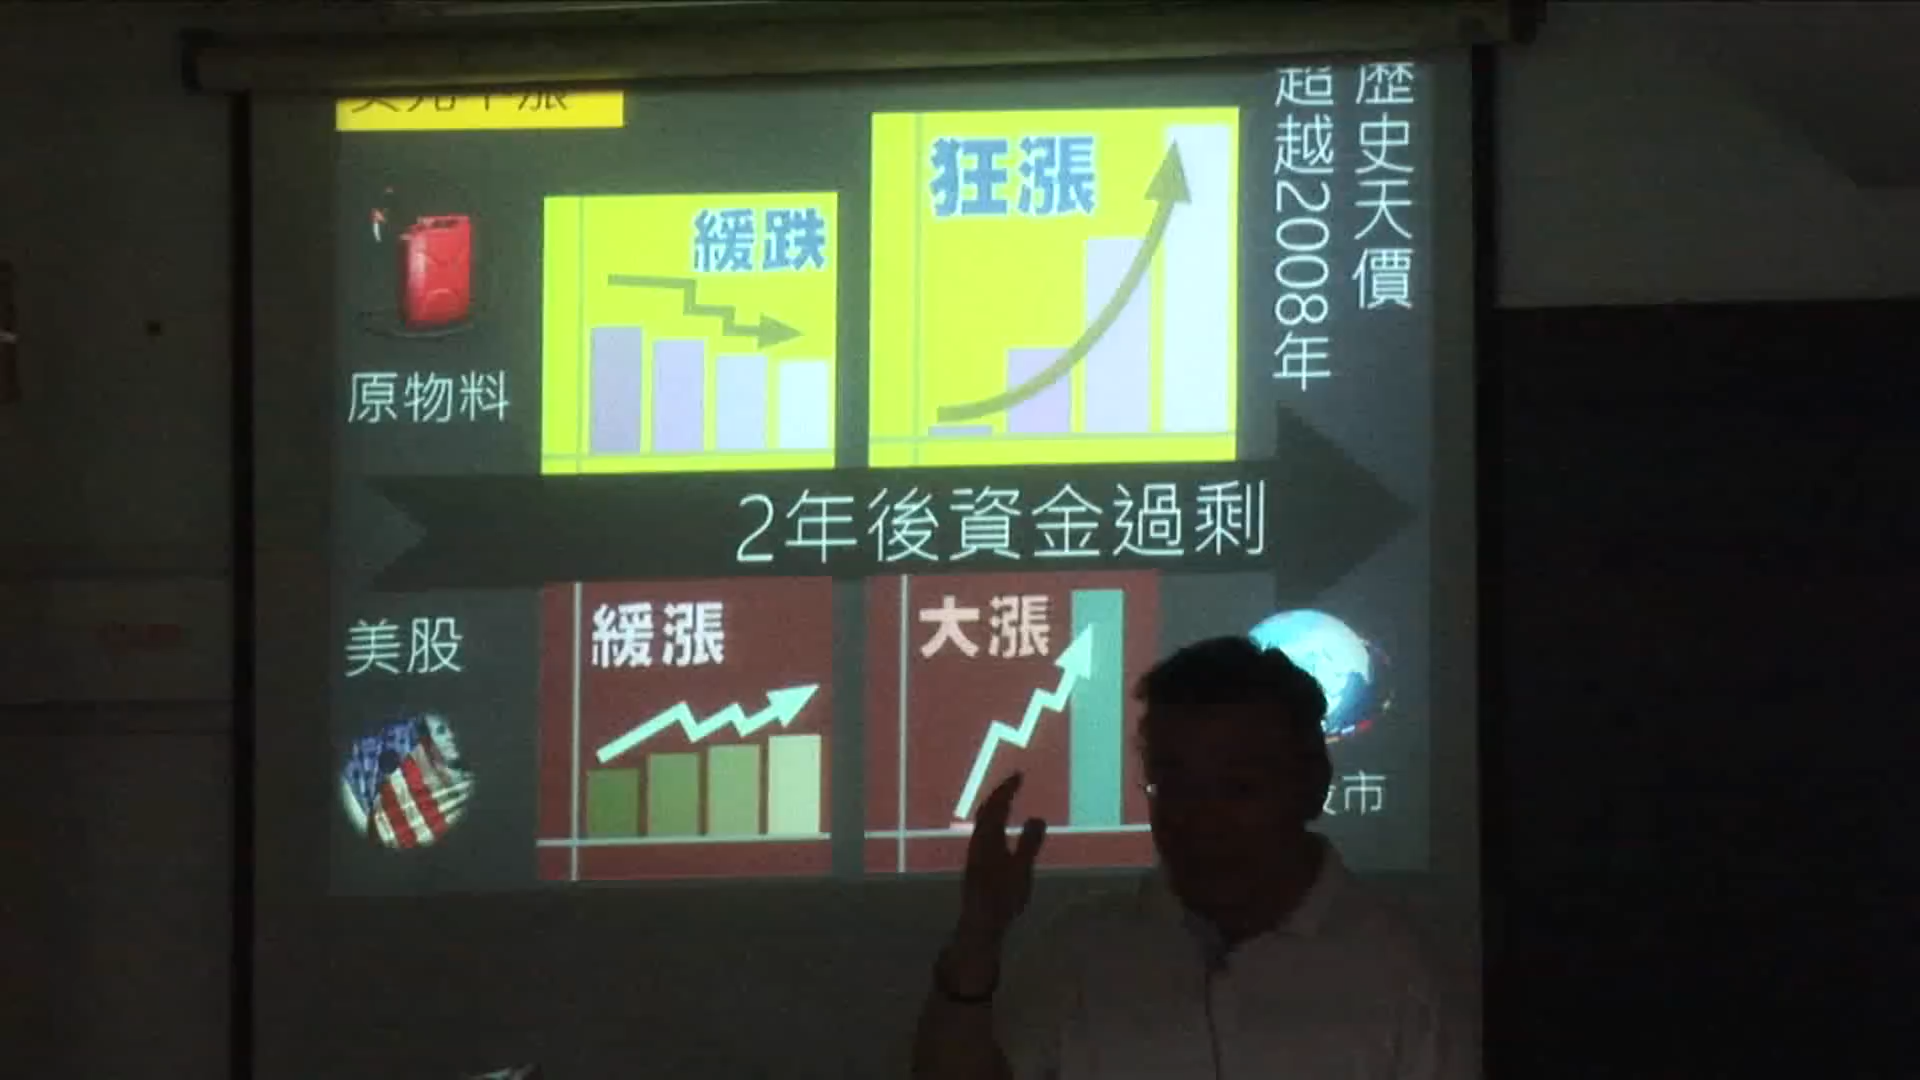 緩跌
狂漲
歷史天價
超越2008年
原物料
2年後資金過剩
美股
緩漲
大漲
市